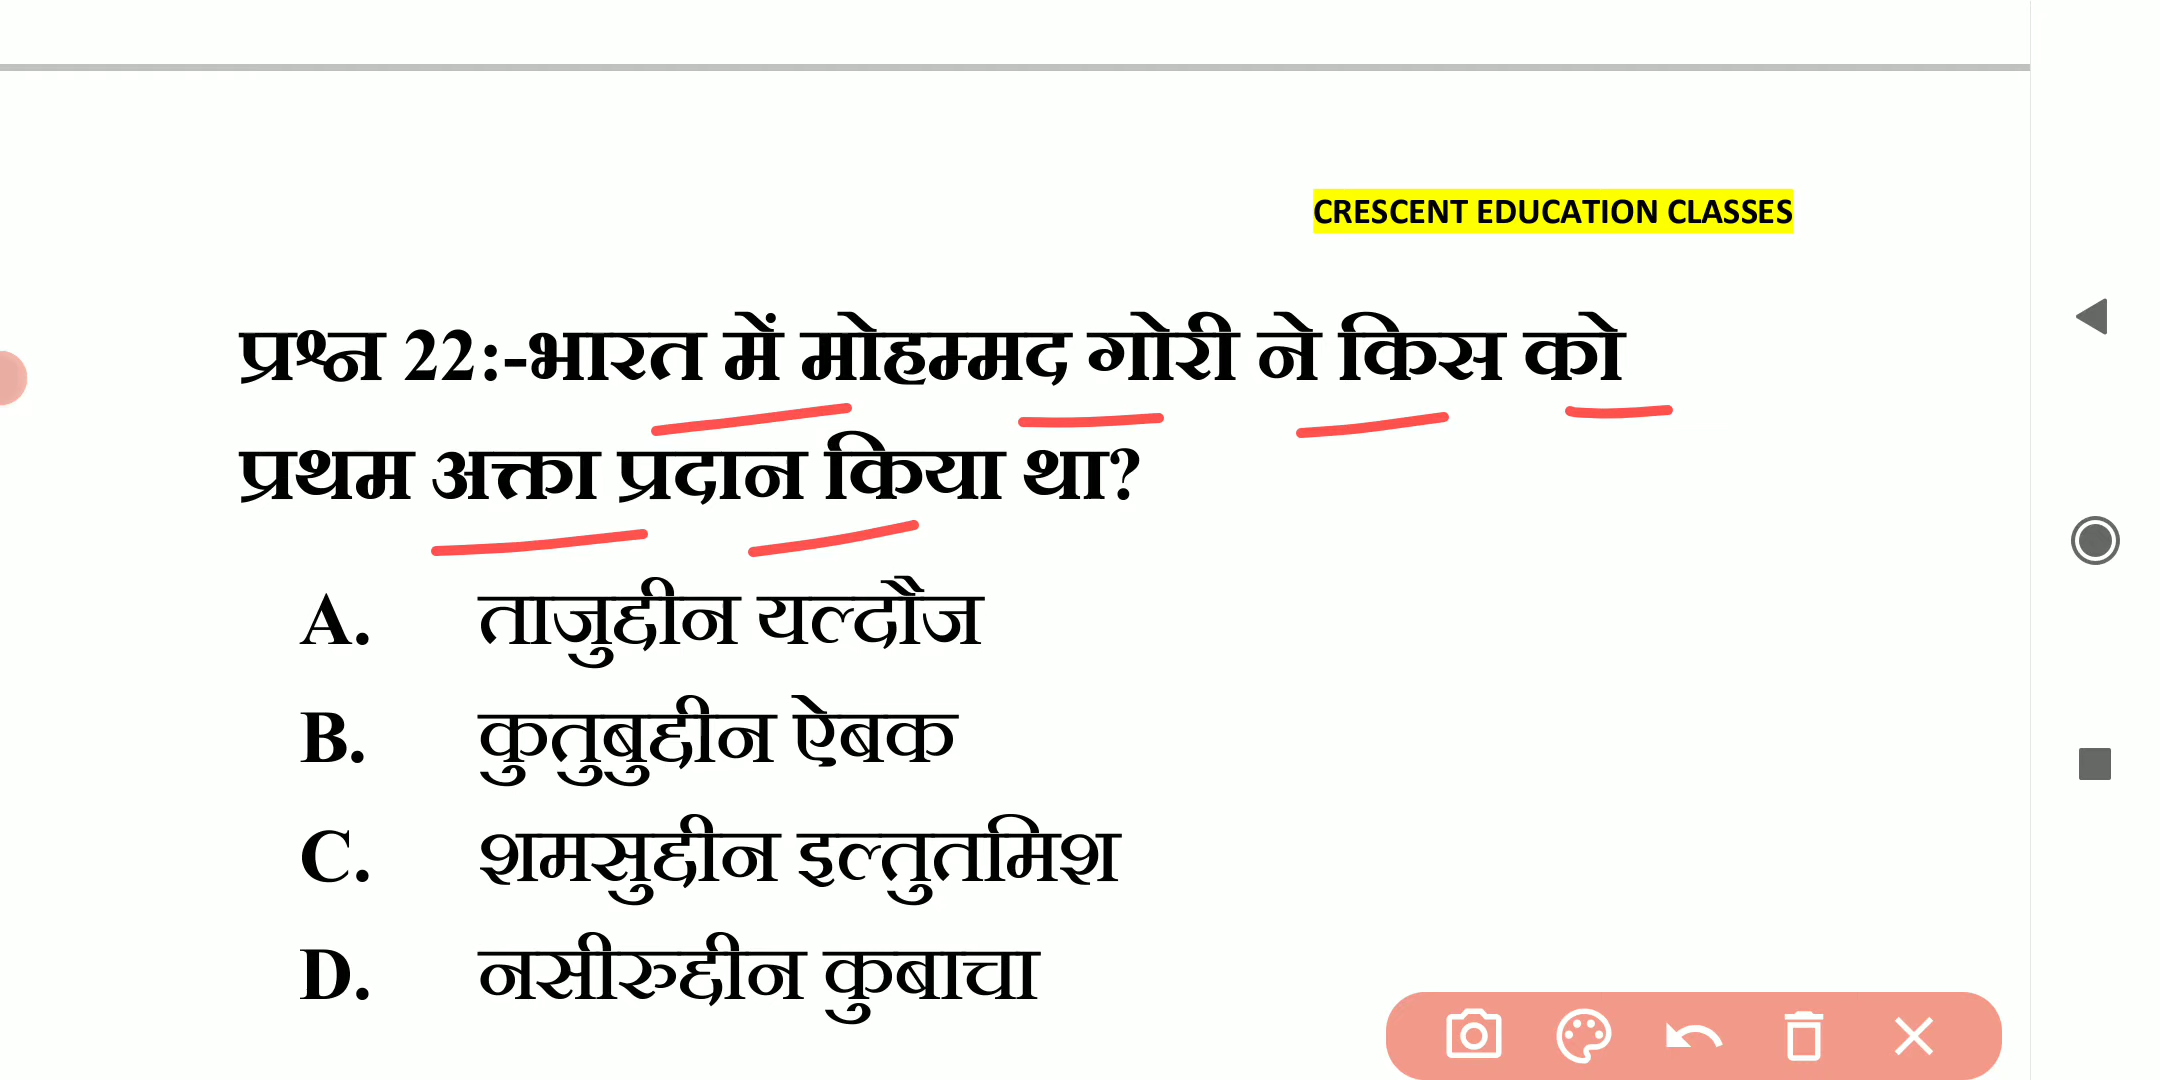 CRESCENT EDUCATION CLASSES
प्रश्न 22:-भारत में मोहम्मद गोरी ने किस को
प्रथम अक्ता प्रदान किया था?
A. ताजुद्दीन यल्दौज
B. कुतुबुद्दीन ऐबक
C. शमसुद्दीन इल्तुतमिश
D. नसीरुद्दीन कुबाचा